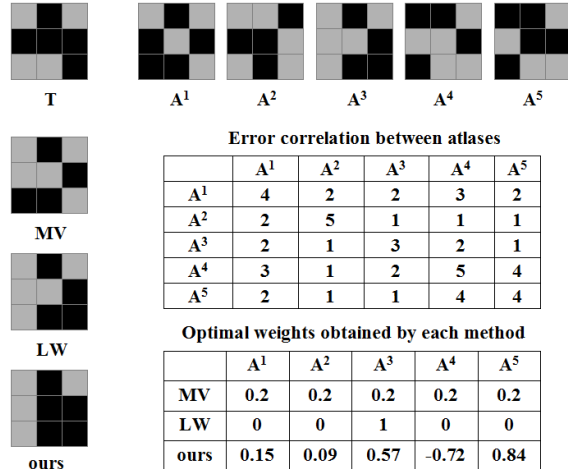 T A¹ A² A³ A⁴ A⁵
MV
LW
ours
Error correlation between atlases
A¹ A² A³ A⁴ A⁵
A¹ 4 2 2 3 2
A² 2 5 1 1 1
A³ 2 1 3 2 1
A⁴ 3 1 2 5 4
A⁵ 2 1 1 4 4
Optimal weights obtained by each method
A¹ A² A³ A⁴ A⁵
MV 0.2 0.2 0.2 0.2 0.2
LW 0 0 1 0 0
ours 0.15 0.09 0.57 -0.72 0.84